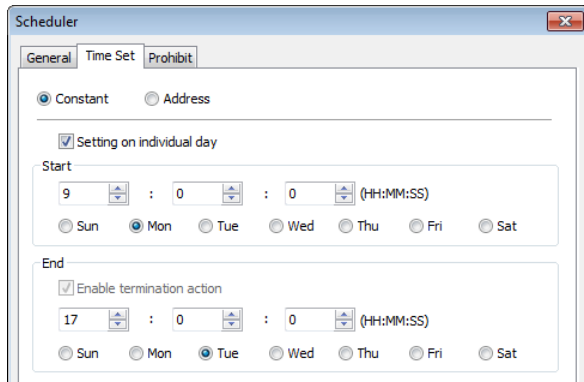 Scheduler
General Time Set Prohibit
Constant Address
Setting on individual day
Start
9 : 0 : 0 (HH:MM:SS)
Sun Mon Tue Wed Thu Fri Sat
End
Enable termination action
17 : 0 : 0 (HH:MM:SS)
Sun Mon Tue Wed Thu Fri Sat